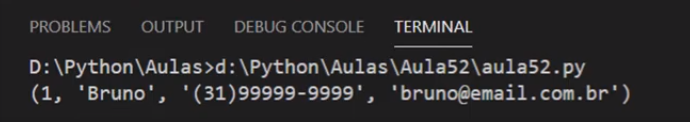 PROBLEMS OUTPUT DEBUG CONSOLE TERMINAL
D:\Python\Aulas>d:\Python\Aulas\Aula52\aula52.py
(1, 'Bruno', '(31)99999-9999', 'bruno@email.com.br')